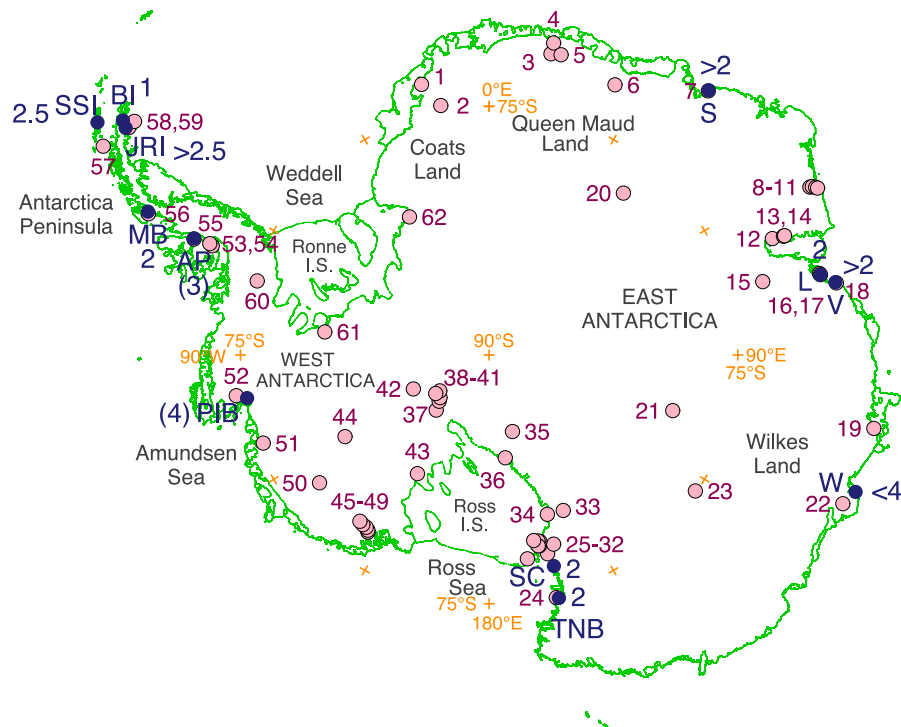 4
3
5
>2
1
0°E
+75°S
6
7
S
2
2.5
SSI
BI
1
58,59
JRI
>2.5
57
Queen Maud
Land
Coats
Land
Weddell
Sea
8-11
20
Antarctica
Peninsula
56
55
62
13,14
12
MB
2
53,54
AP
(3)
Ronne
I.S.
2
>2
L
V
18
15
16,17
60
EAST
ANTARCTICA
61
75°S
90°W
+
WEST
ANTARCTICA
90°S
+
+90°E
75°S
52
42
38-41
(4)
PIB
37
21
44
35
19
51
Amundsen
Sea
43
36
Wilkes
Land
W
<4
50
23
22
45-49
Ross
I.S.
34
33
25-32
Ross
Sea
SC
2
75°S +
180°E
24
2
TNB